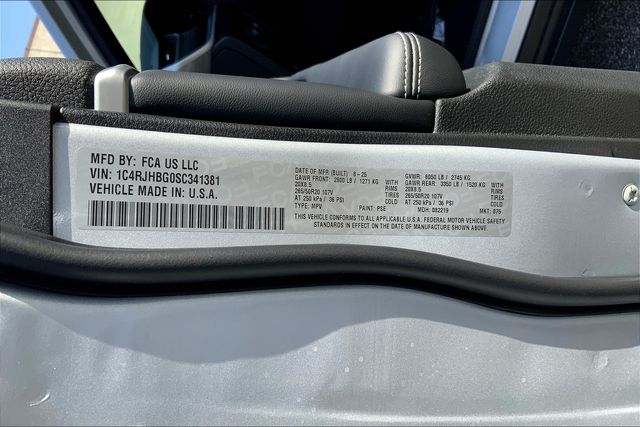 MFD BY: FCA US LLC
VIN: 1C4RJHBG0SC341381
VEHICLE MADE IN: U.S.A.
DATE OF MFR (BUILT): 8-25
GAWR FRONT: 2800 LB / 1271 KG
WITH
20X8.5 RIMS
265/50R20 107V TIRES
AT 250 kPa / 36 PSI COLD
TYPE: MPV PAINT: PSE
GVWR: 6050 LB / 2745 KG
GAWR REAR: 3350 LB / 1520 KG
WITH
20X8.5 RIMS
265/50R20 107V TIRES
AT 250 kPa / 36 PSI COLD
MDH: 082219 MKT: 875
THIS VEHICLE CONFORMS TO ALL APPLICABLE U.S.A. FEDERAL MOTOR VEHICLE SAFETY
STANDARDS IN EFFECT ON THE DATE OF MANUFACTURE SHOWN ABOVE